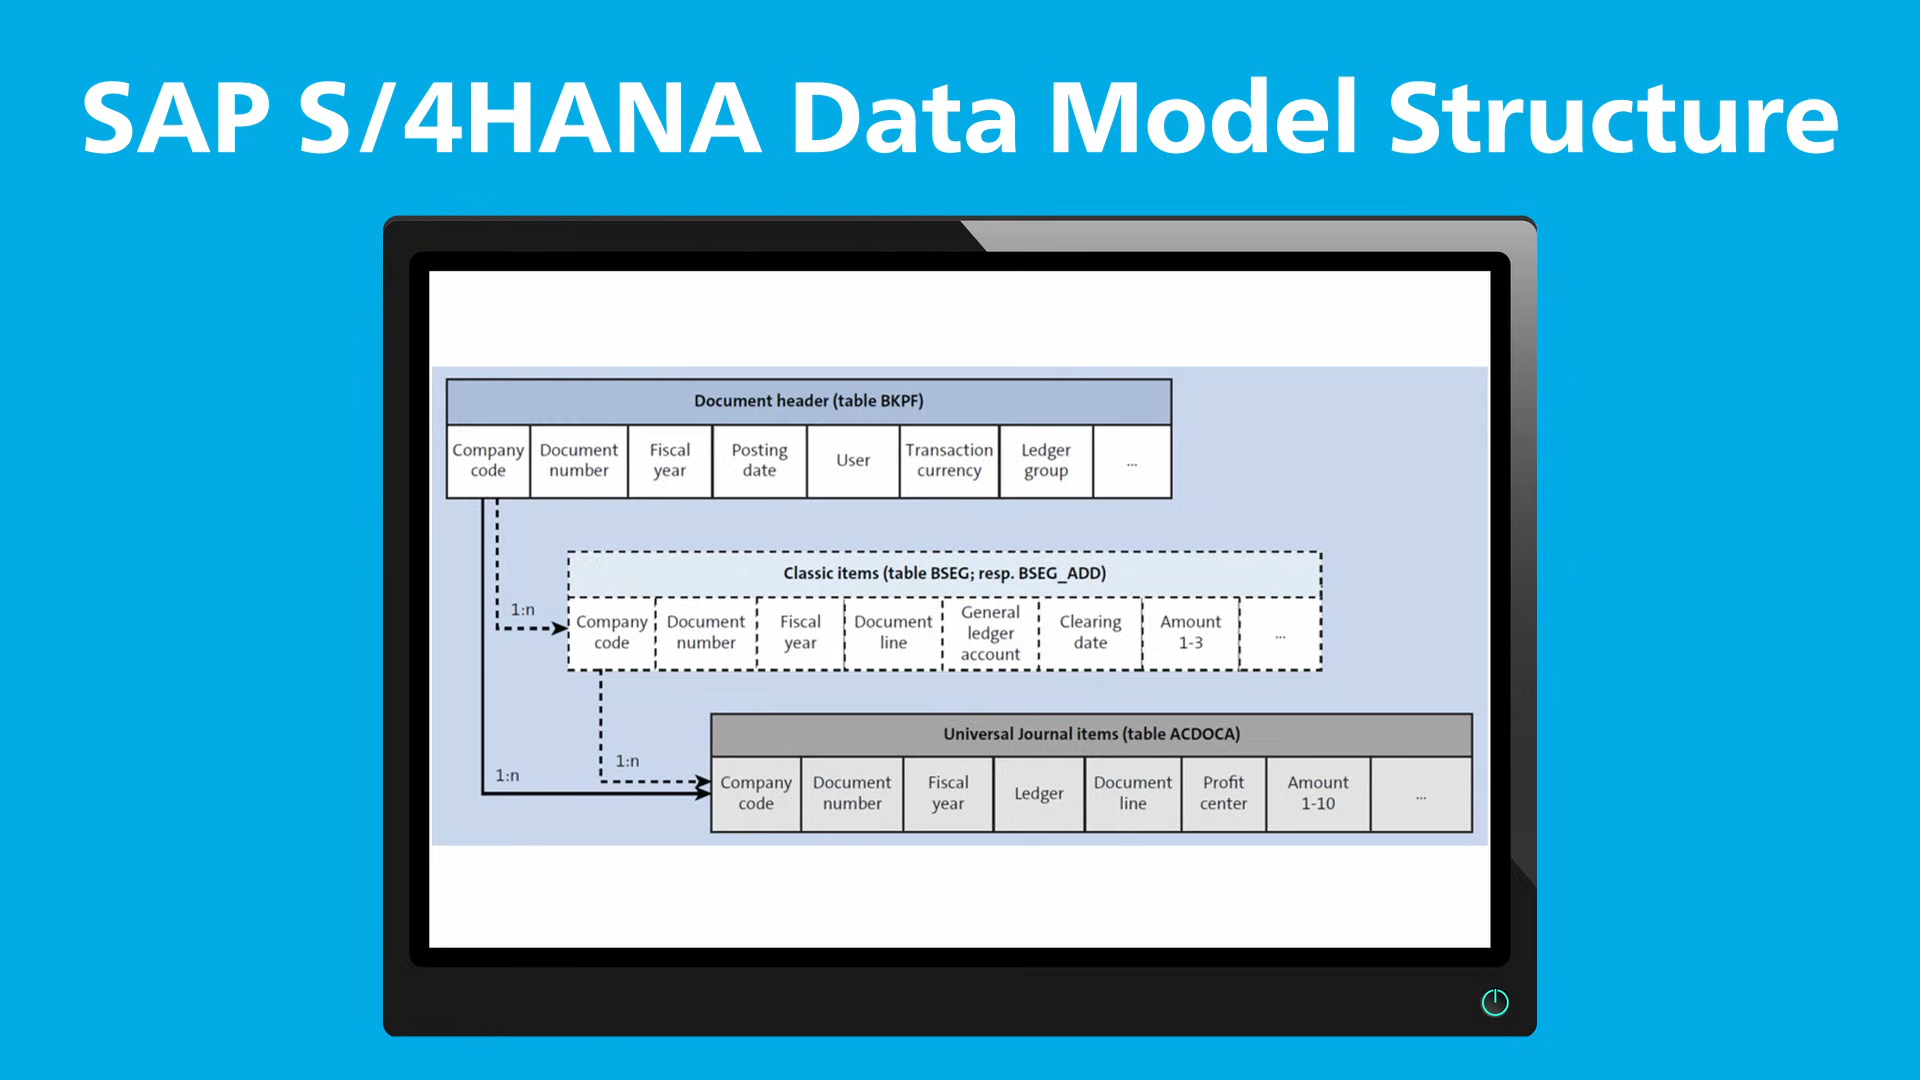 SAP S/4HANA Data Model Structure
Document header (table BKPF)
Company code
Document number
Fiscal year
Posting date
User
Transaction currency
Ledger group
...
1:n
Classic items (table BSEG; resp. BSEG_ADD)
Company code
Document number
Fiscal year
Document line
General ledger account
Clearing date
Amount 1-3
...
1:n
1:n
Universal Journal items (table ACDOCA)
Company code
Document number
Fiscal year
Ledger
Document line
Profit center
Amount 1-10
...